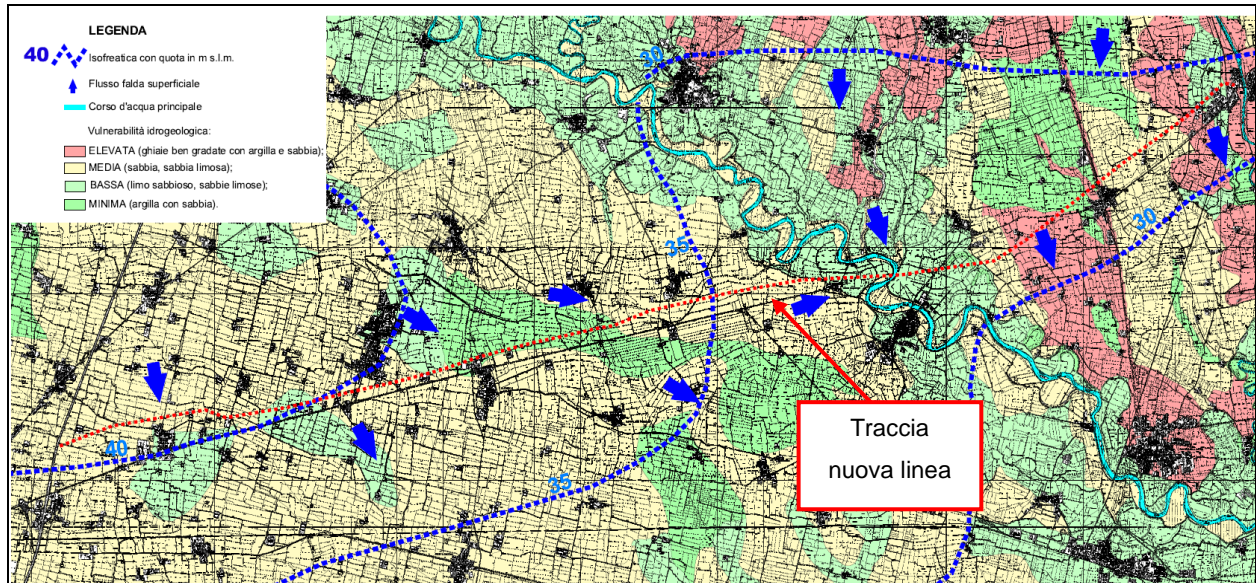 LEGENDA
40 Isofreatica con quota in m s.l.m.
Flusso falda superficiale
Corso d'acqua principale
Vulnerabilità idrogeologica:
ELEVATA (ghiaie ben gradate con argilla e sabbia);
MEDIA (sabbia, sabbia limosa);
BASSA (limo sabbioso, sabbie limose);
MINIMA (argilla con sabbia).
30
30
35
40
35
Traccia
nuova linea